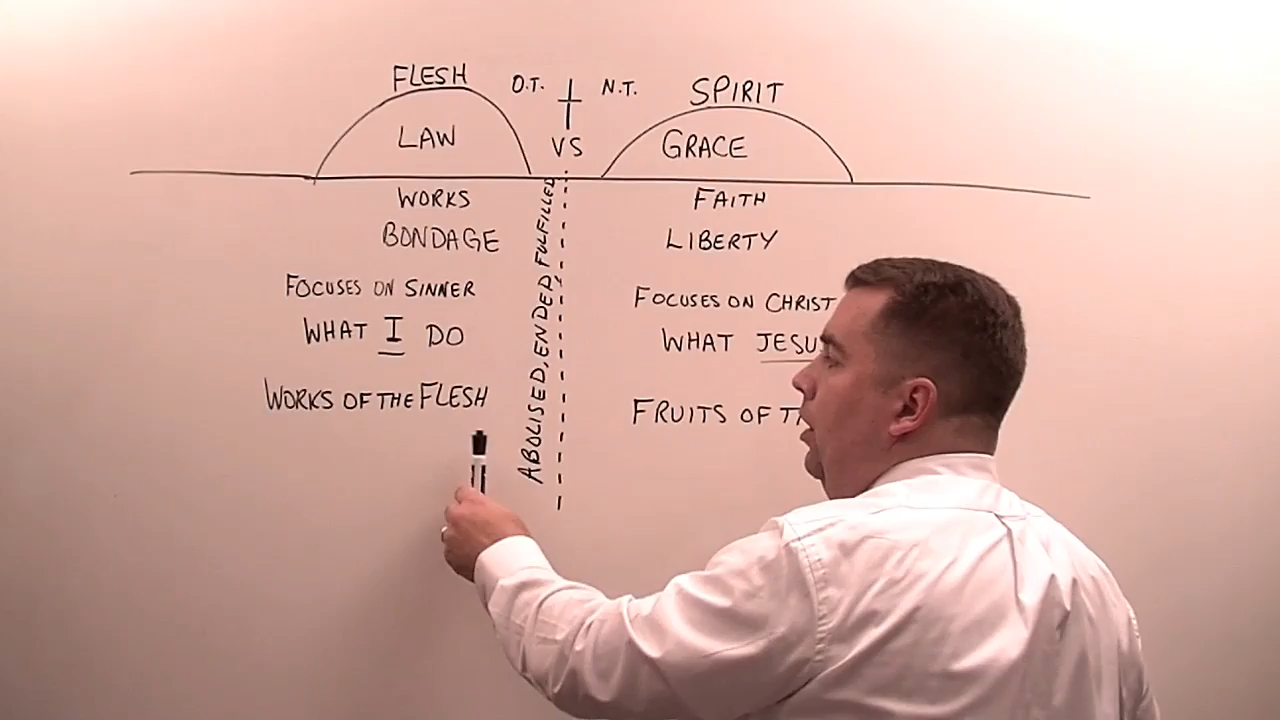 FLESH
O.T.
N.T.
SPIRIT
LAW
VS
GRACE
WORKS
FAITH
BONDAGE
LIBERTY
FOCUSES ON SINNER
FOCUSES ON CHRIST
WHAT I DO
WHAT JESU
WORKS OF THE FLESH
FRUITS OF
ABOLISED, ENDED, FULFILLED